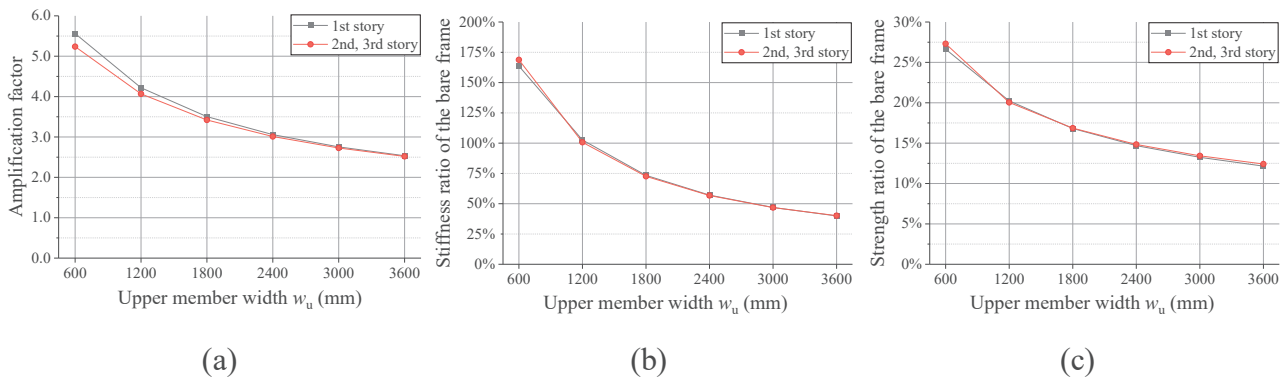 6.0
5.0
4.0
3.0
2.0
1.0
0.0
Amplification factor
1st story
2nd, 3rd story
600 1200 1800 2400 3000 3600
Upper member width wu (mm)
(a)
200%
175%
150%
125%
100%
75%
50%
25%
0%
Stiffness ratio of the bare frame
1st story
2nd, 3rd story
600 1200 1800 2400 3000 3600
Upper member width wu (mm)
(b)
30%
25%
20%
15%
10%
5%
0%
Strength ratio of the bare frame
1st story
2nd, 3rd story
600 1200 1800 2400 3000 3600
Upper member width wu (mm)
(c)